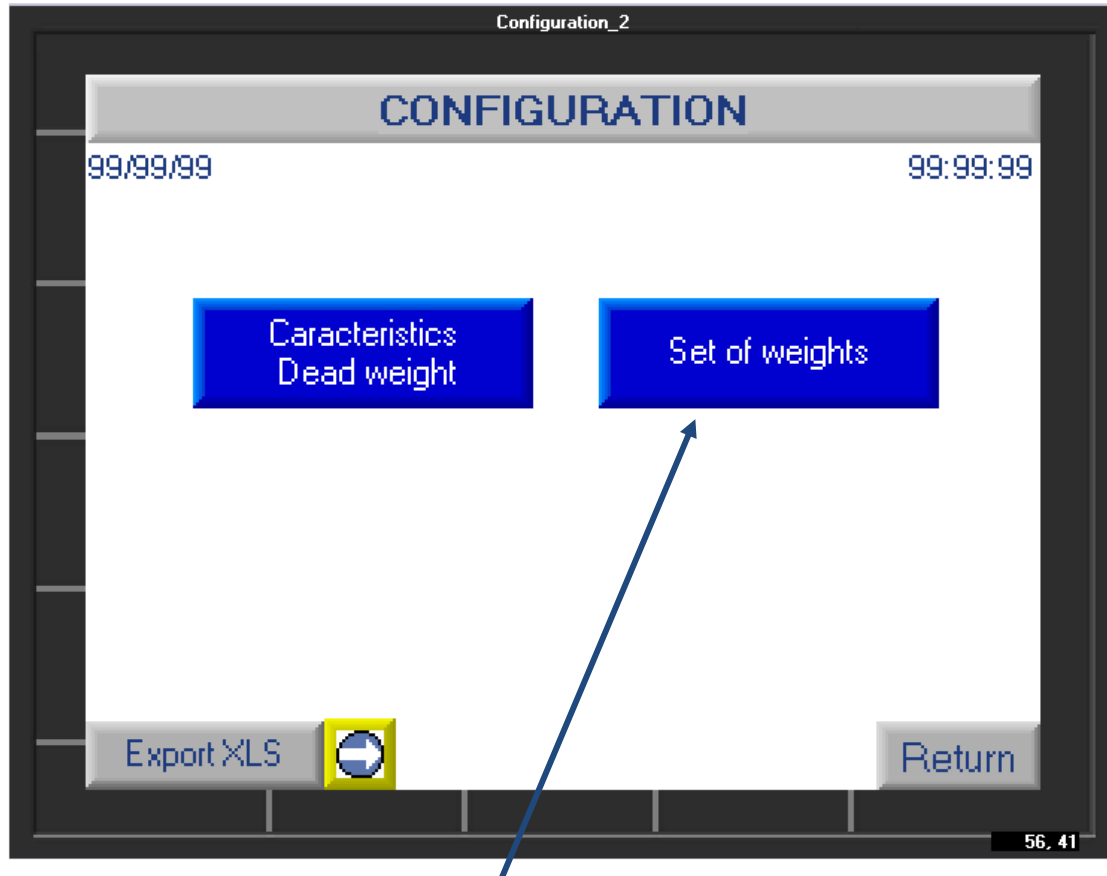 Configuration_2
CONFIGURATION
99/99/99
99:99:99
Caracteristics
Dead weight
Set of weights
Export XLS
Return
56, 41